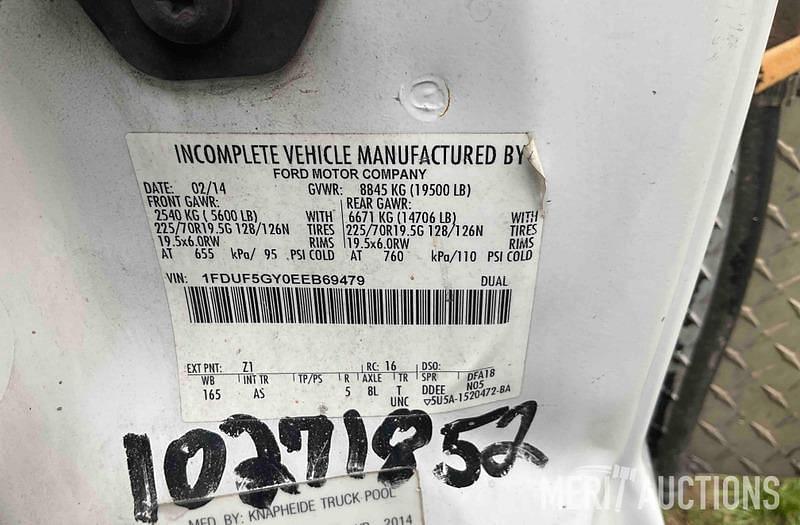 INCOMPLETE VEHICLE MANUFACTURED BY
FORD MOTOR COMPANY
DATE: 02/14 GVWR: 8845 KG (19500 LB)
FRONT GAWR: REAR GAWR:
2540 KG ( 5600 LB) WITH 6671 KG (14706 LB) WITH
225/70R19.5G 128/126N TIRES 225/70R19.5G 128/126N TIRES
19.5x6.0RW RIMS 19.5x6.0RW RIMS
AT 655 kPa/ 95 PSI COLD AT 760 kPa/110 PSI COLD
VIN: 1FDUF5GY0EEB69479 DUAL
EXT PNT: Z1 RC: 16 DSO:
WB INT TR TP/PS R AXLE TR SPR DFA18
165 AS 5 8L T DDEE N05
UNC ▽5U5A-1520472-BA
102771852
MFD. BY: KNAPHEIDE TRUCK POOL
2014
MERIT AUCTIONS